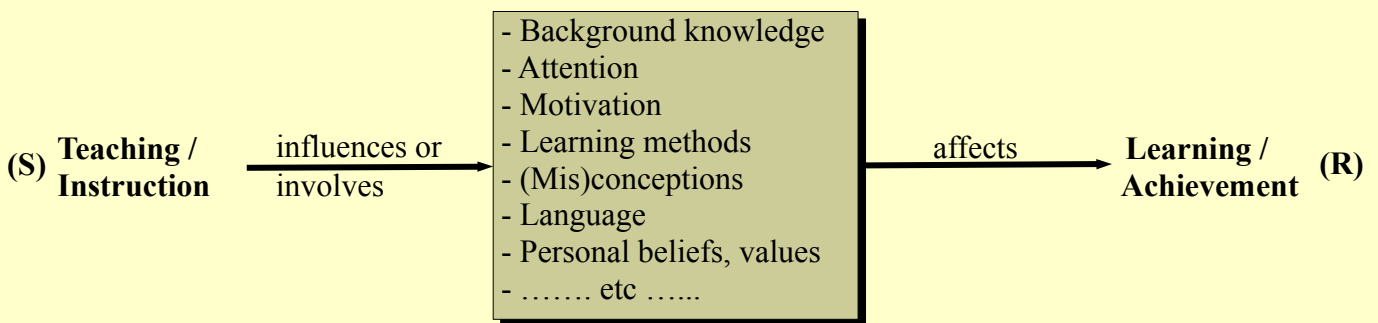 (S) Teaching /
Instruction
influences or
involves
- Background knowledge
- Attention
- Motivation
- Learning methods
- (Mis)conceptions
- Language
- Personal beliefs, values
- ……. etc …...
affects
Learning /
Achievement (R)